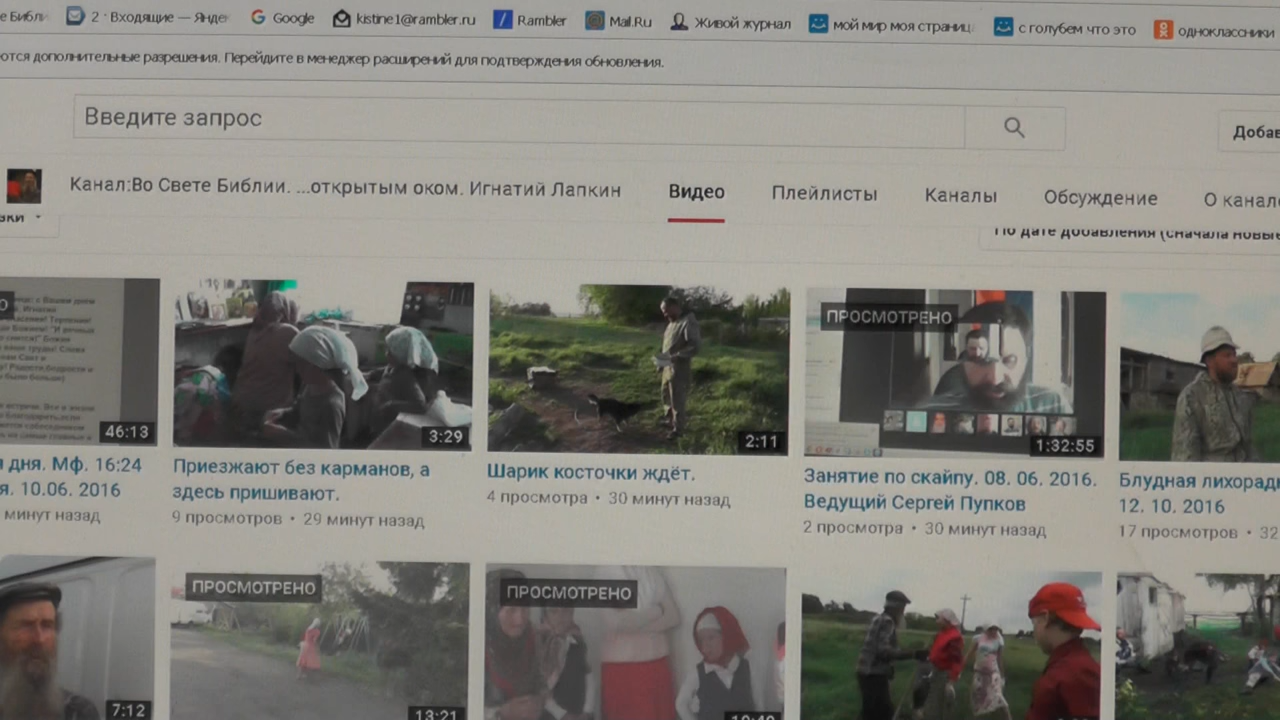 е Библ
2 · Входящие — Янде
Google
kistine1@rambler.ru
Rambler
Mail.Ru
Живой журнал
мой мир моя страниц
с голубем что это
одноклассники
ются дополнительные разрешения. Перейдите в менеджер расширений для подтверждения обновления.
Введите запрос
Добав
Канал:Во Свете Библии. ...открытым оком. Игнатий Лапкин
Видео
Плейлисты
Каналы
Обсуждение
О канале
По дате добавления (сначала новые
46:13
3:29
2:11
ПРОСМОТРЕНО
1:32:55
дня. Мф. 16:24
я. 10.06. 2016
минут назад
Приезжают без карманов, а
здесь пришивают.
9 просмотров • 29 минут назад
Шарик косточки ждёт.
4 просмотра • 30 минут назад
Занятие по скайпу. 08. 06. 2016.
Ведущий Сергей Пупков
2 просмотра • 30 минут назад
Блудная лихорад
12. 10. 2016
17 просмотров • 32
7:12
ПРОСМОТРЕНО
13:21
ПРОСМОТРЕНО